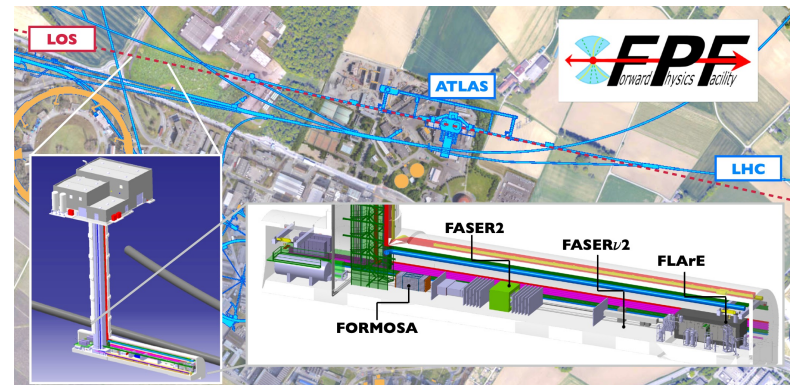 LOS
FPF
Forward Physics Facility
ATLAS
LHC
FASER2
FASERν2
FLArE
FORMOSA